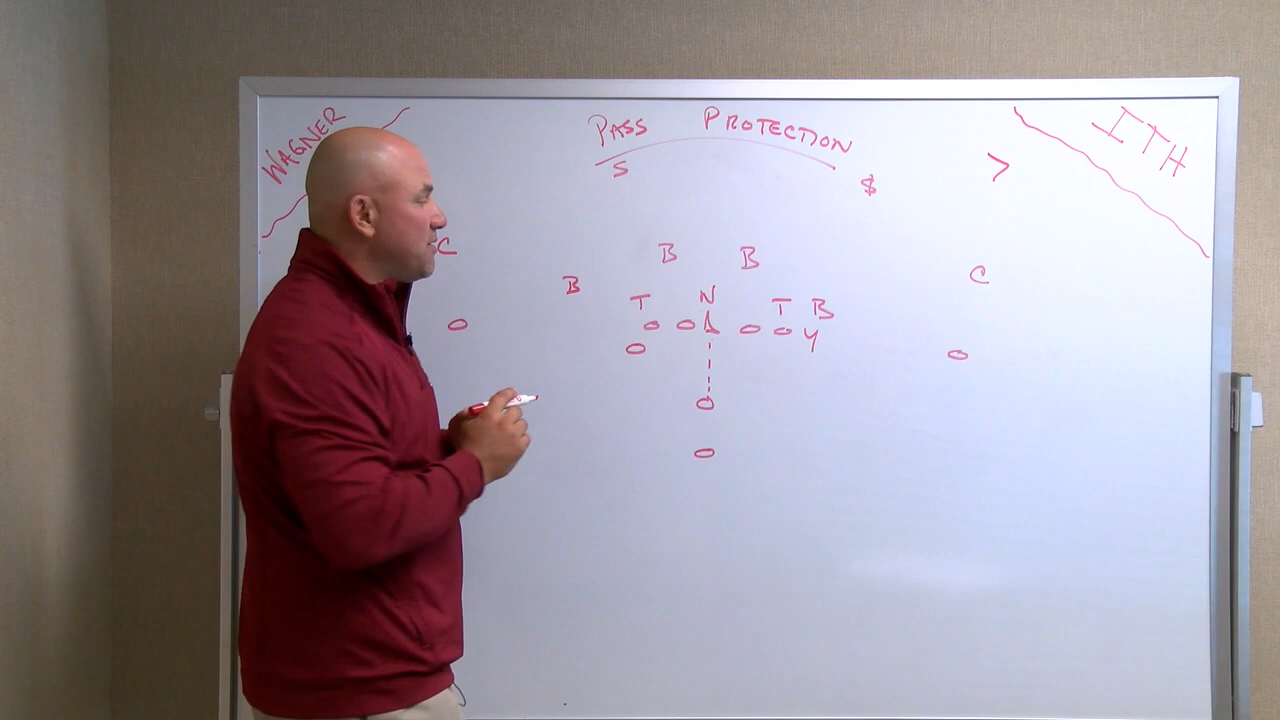 WAGNER
PASS PROTECTION
ITH
S
$
>
C
B B
C
B
T N T B
Y